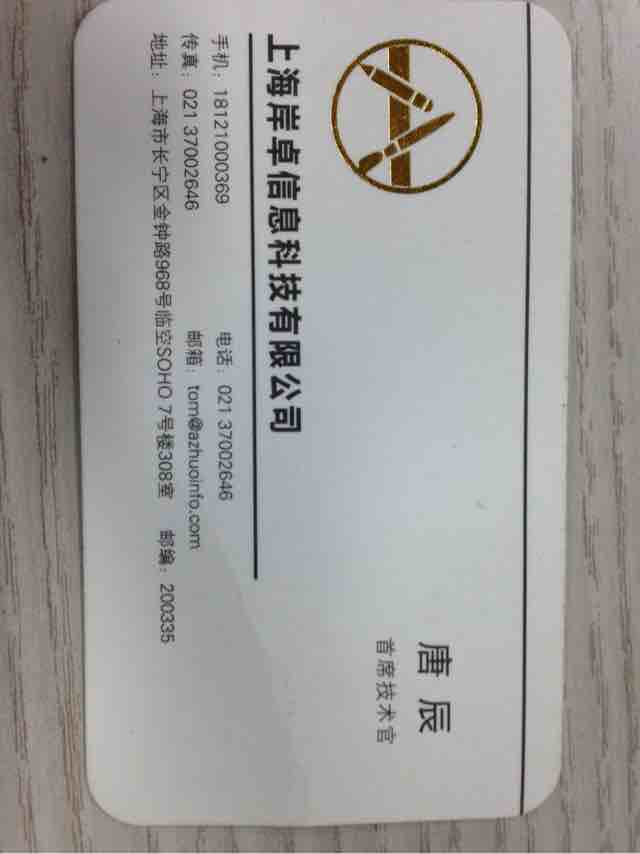 唐辰
首席技术官
上海岸卓信息科技有限公司
手机：18121000369 电话：021 37002646
传真：021 37002646 邮箱：tom@azhuoinfo.com
地址：上海市长宁区金钟路968号临空SOHO 7号楼308室 邮编：200335